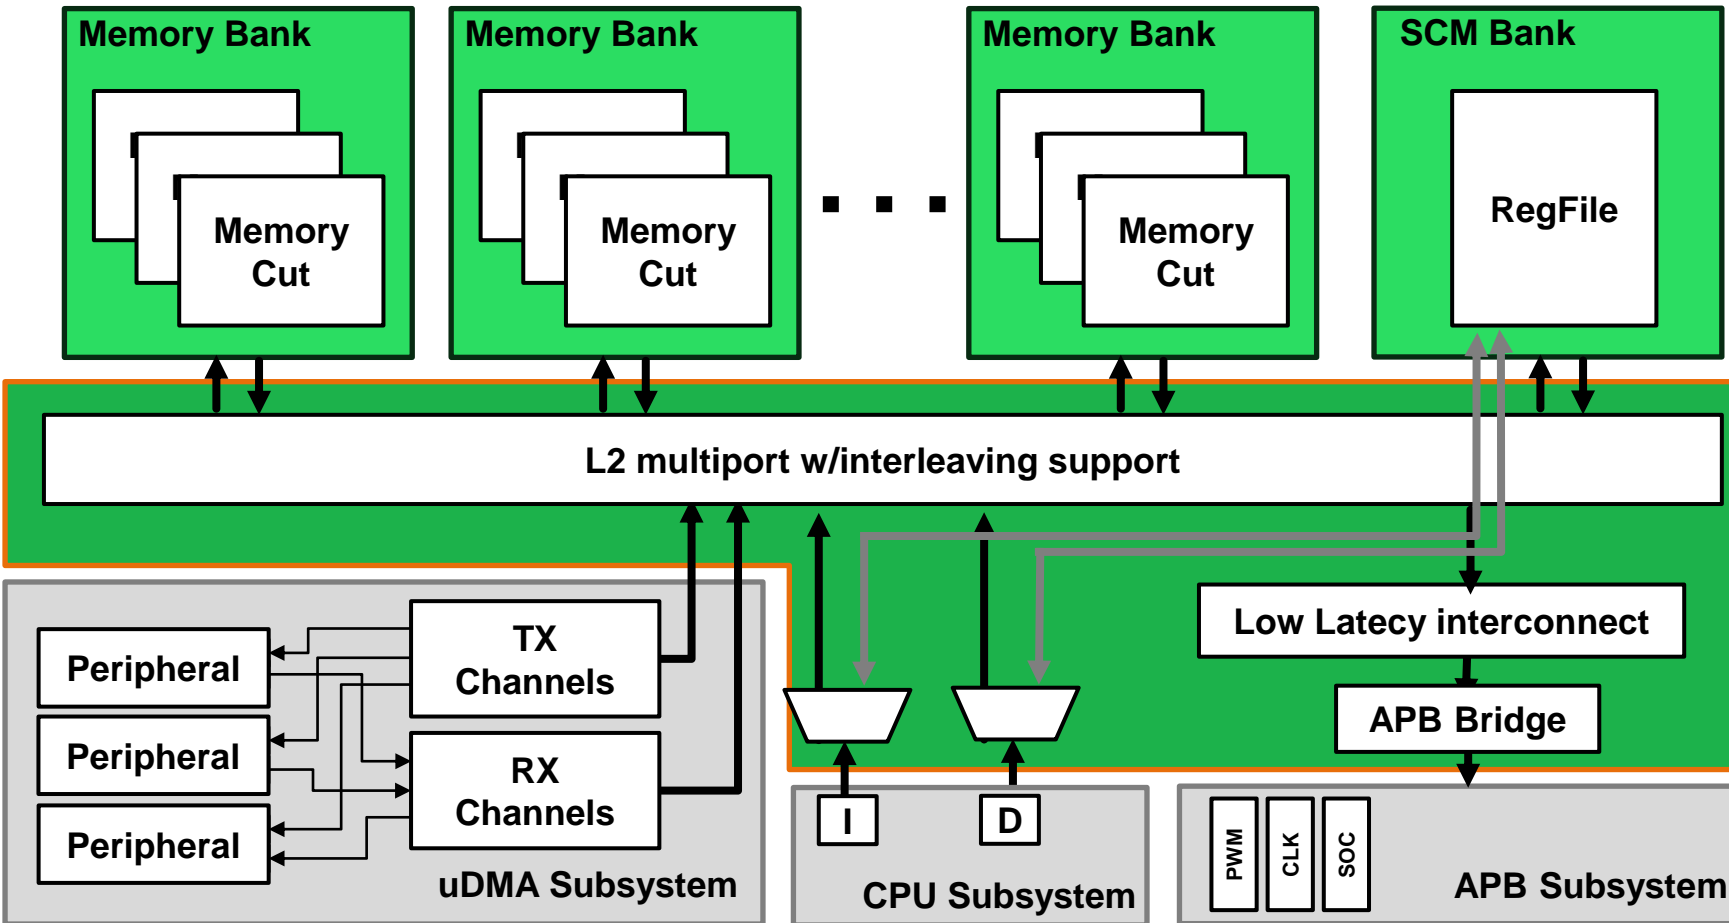 Memory Bank
Memory Bank
Memory Bank
SCM Bank
Memory
Cut
Memory
Cut
Memory
Cut
RegFile
L2 multiport w/interleaving support
TX
Channels
RX
Channels
Peripheral
Peripheral
Peripheral
uDMA Subsystem
Low Latecy interconnect
APB Bridge
I
D
CPU Subsystem
PWM
CLK
SOC
APB Subsystem